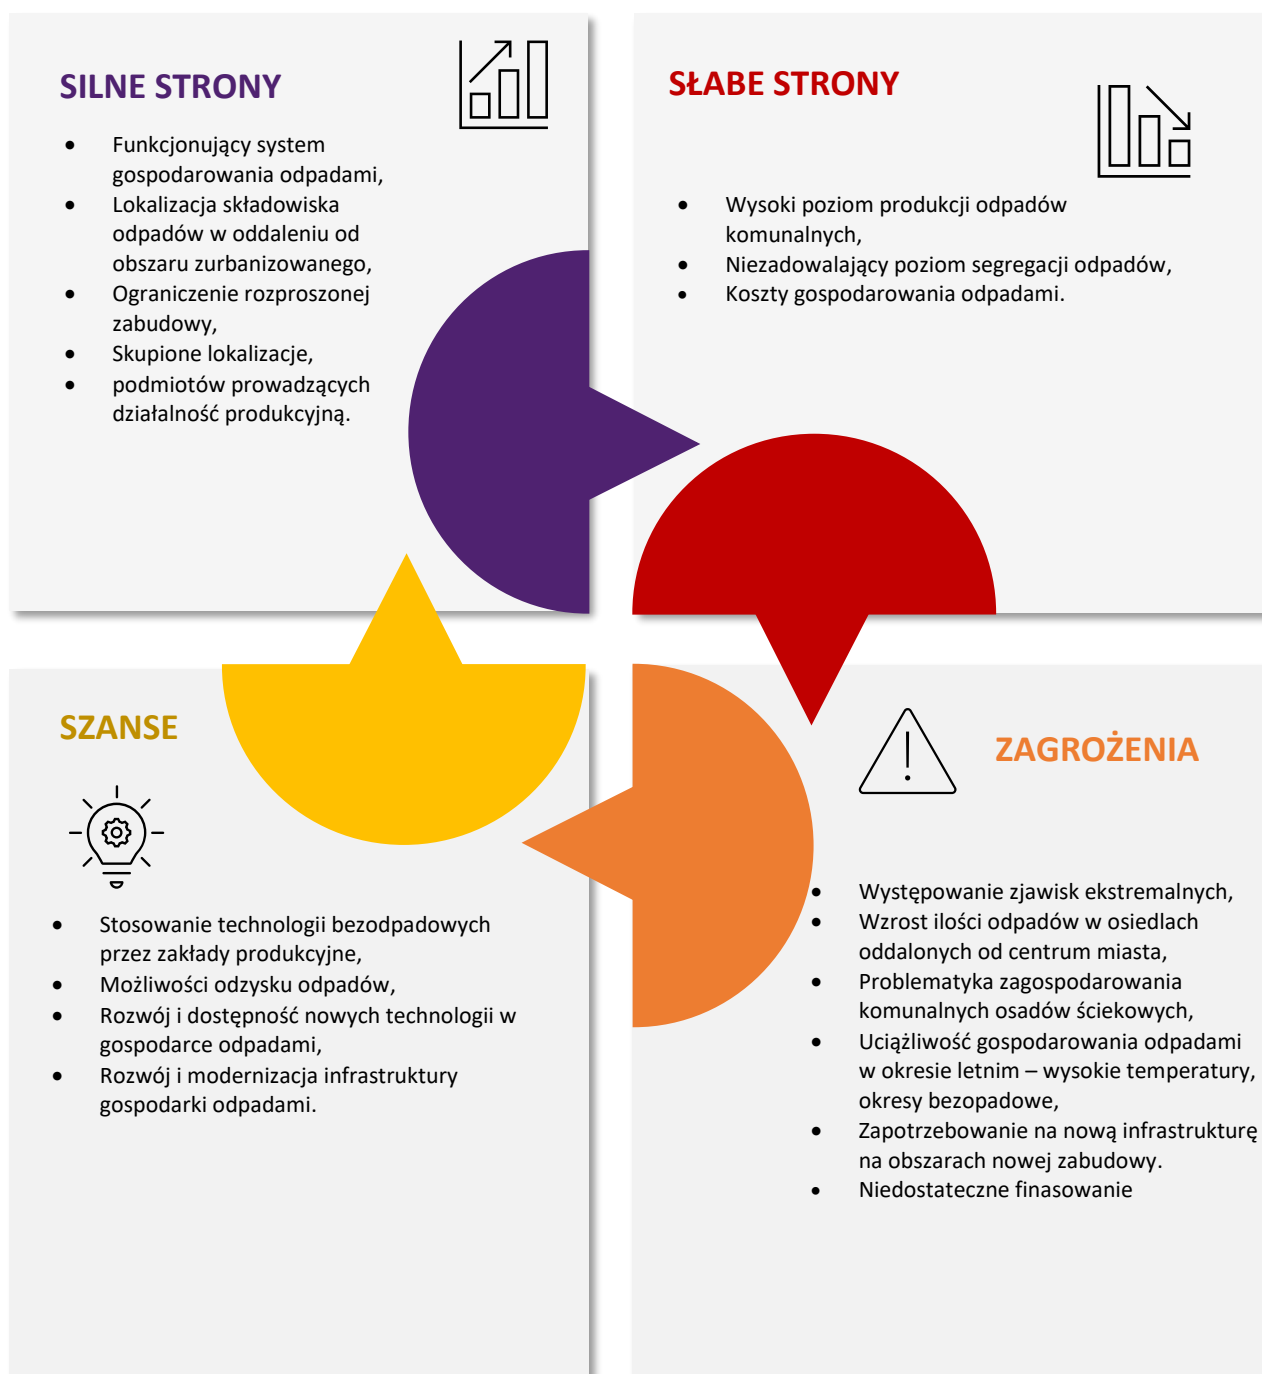 SILNE STRONY
• Funkcjonujący system
gospodarowania odpadami,
• Lokalizacja składowiska
odpadów w oddaleniu od
obszaru zurbanizowanego,
• Ograniczenie rozproszonej
zabudowy,
• Skupione lokalizacje,
• podmiotów prowadzących
działalność produkcyjną.
SŁABE STRONY
• Wysoki poziom produkcji odpadów
komunalnych,
• Niezadowalający poziom segregacji odpadów,
• Koszty gospodarowania odpadami.
SZANSE
• Stosowanie technologii bezodpadowych
przez zakłady produkcyjne,
• Możliwości odzysku odpadów,
• Rozwój i dostępność nowych technologii w
gospodarce odpadami,
• Rozwój i modernizacja infrastruktury
gospodarki odpadami.
ZAGROŻENIA
• Występowanie zjawisk ekstremalnych,
• Wzrost ilości odpadów w osiedlach
oddalonych od centrum miasta,
• Problematyka zagospodarowania
komunalnych osadów ściekowych,
• Uciążliwość gospodarowania odpadami
w okresie letnim – wysokie temperatury,
okresy bezopadowe,
• Zapotrzebowanie na nową infrastrukturę
na obszarach nowej zabudowy.
• Niedostateczne finasowanie